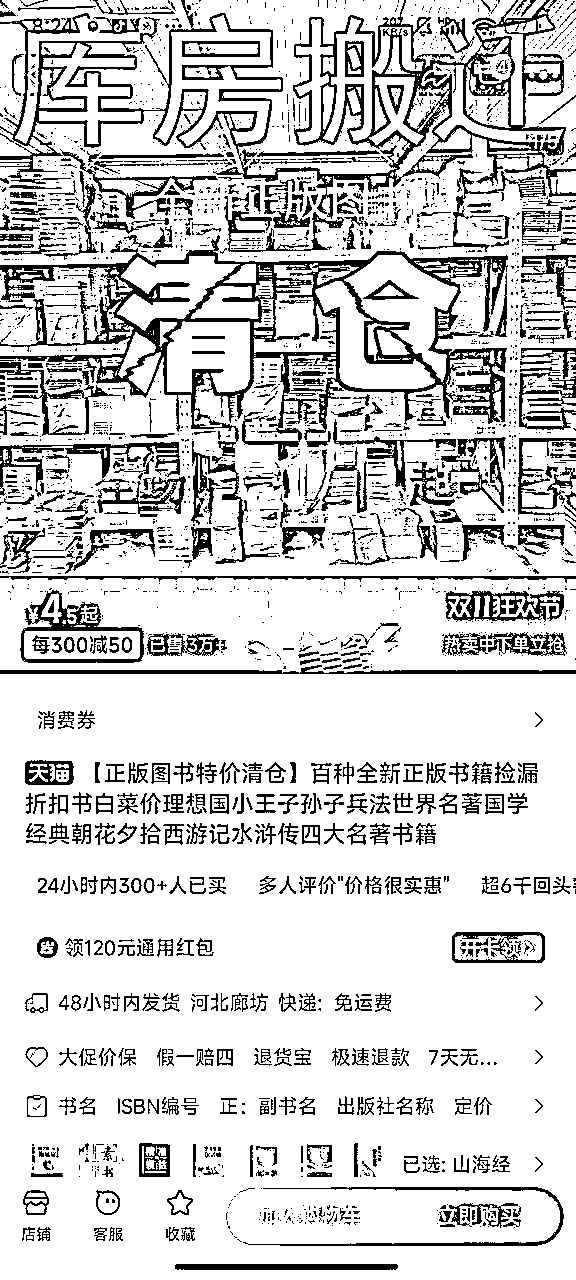 8:24
207 KB/s
库房搬迁
全新正版图书
清仓
¥4.5起 双11狂欢节
每300减50 已售3万+ 热卖中下单立抢
消费券
天猫 【正版图书特价清仓】百种全新正版书籍捡漏
折扣书白菜价理想国小王子孙子兵法世界名著国学
经典朝花夕拾西游记水浒传四大名著书籍
24小时内300+人已买 多人评价"价格很实惠" 超6千回头客
领120元通用红包 开卡领
48小时内发货 河北廊坊 快递: 免运费
大促价保 假一赔四 退货宝 极速退款 7天无...
书名 ISBN编号 正: 副书名 出版社名称 定价
已选: 山海经
店铺 客服 收藏 加入购物车 立即购买